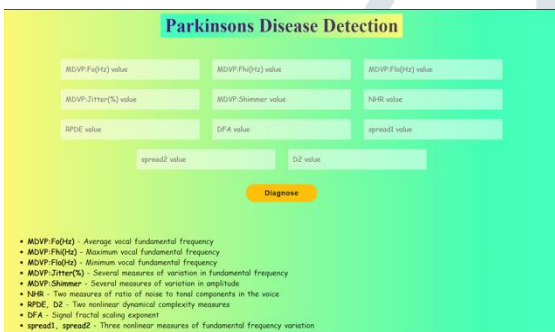 Parkinsons Disease Detection
MDVP:Fo(Hz) value
MDVP:Fhi(Hz) value
MDVP:Flo(Hz) value
MDVP:Jitter(%) value
MDVP:Shimmer value
NHR value
RPDE value
DFA value
spread1 value
spread2 value
D2 value
Diagnose
• MDVP:Fo(Hz) - Average vocal fundamental frequency
• MDVP:Fhi(Hz) - Maximum vocal fundamental frequency
• MDVP:Flo(Hz) - Minimum vocal fundamental frequency
• MDVP:Jitter(%) - Several measures of variation in fundamental frequency
• MDVP:Shimmer - Several measures of variation in amplitude
• NHR - Two measures of ratio of noise to tonal components in the voice
• RPDE, D2 - Two nonlinear dynamical complexity measures
• DFA - Signal fractal scaling exponent
• spread1, spread2 - Three nonlinear measures of fundamental frequency variation